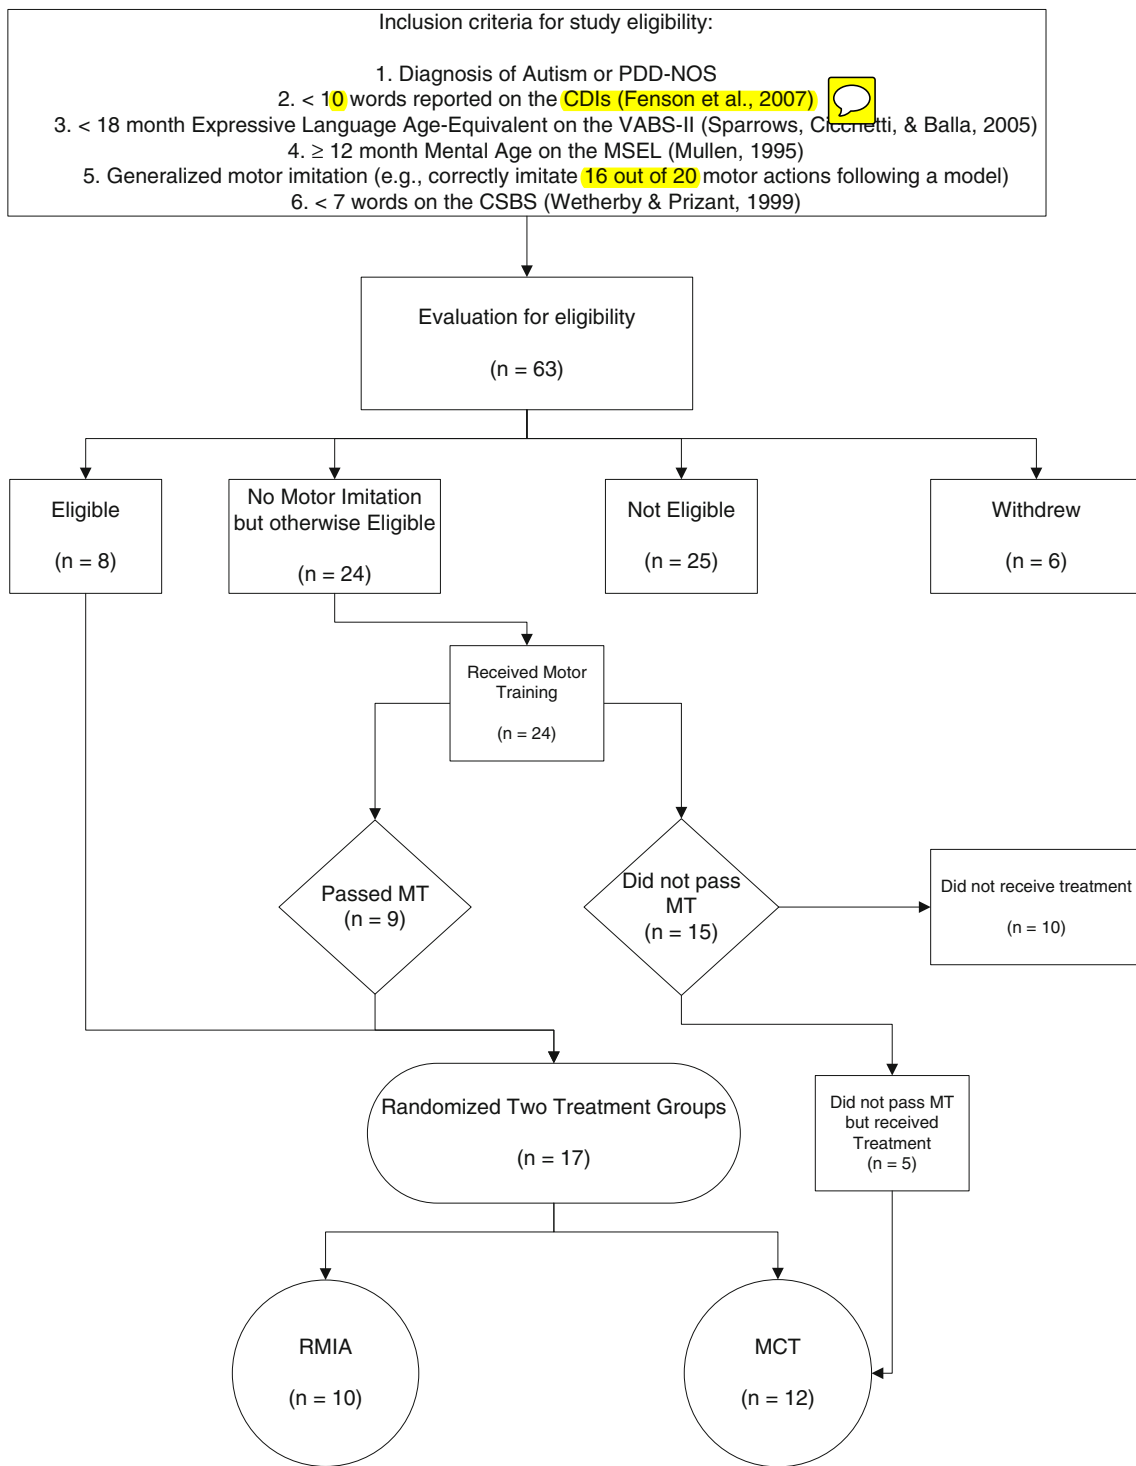 Inclusion criteria for study eligibility:
1. Diagnosis of Autism or PDD-NOS
2. < 10 words reported on the CDIs (Fenson et al., 2007)
3. < 18 month Expressive Language Age-Equivalent on the VABS-II (Sparrows, Cicchetti, & Balla, 2005)
4. ≥ 12 month Mental Age on the MSEL (Mullen, 1995)
5. Generalized motor imitation (e.g., correctly imitate 16 out of 20 motor actions following a model)
6. < 7 words on the CSBS (Wetherby & Prizant, 1999)
Evaluation for eligibility
(n = 63)
Eligible
(n = 8)
No Motor Imitation
but otherwise Eligible
(n = 24)
Not Eligible
(n = 25)
Withdrew
(n = 6)
Received Motor
Training
(n = 24)
Passed MT
(n = 9)
Did not pass
MT
(n = 15)
Did not receive treatment
(n = 10)
Randomized Two Treatment Groups
(n = 17)
Did not pass MT
but received
Treatment
(n = 5)
RMIA
(n = 10)
MCT
(n = 12)